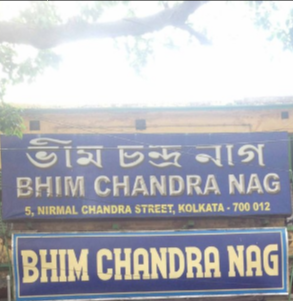 ভীম চন্দ্র নাগ
BHIM CHANDRA NAG
5, NIRMAL CHANDRA STREET, KOLKATA - 700 012
BHIM CHANDRA NAG